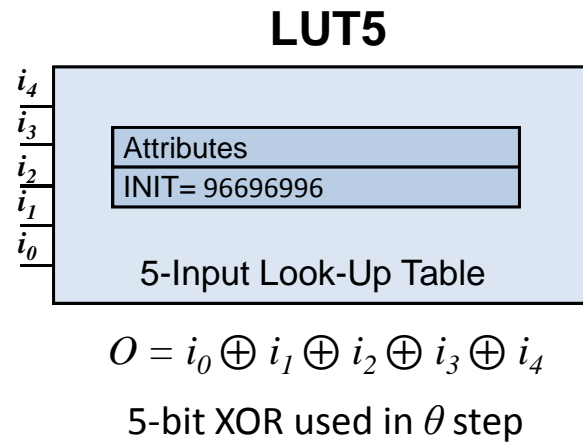 LUT5
i4
i3
i2
i1
i0
Attributes
INIT= 96696996
5-Input Look-Up Table
O = i0 ⊕ i1 ⊕ i2 ⊕ i3 ⊕ i4
5-bit XOR used in θ step